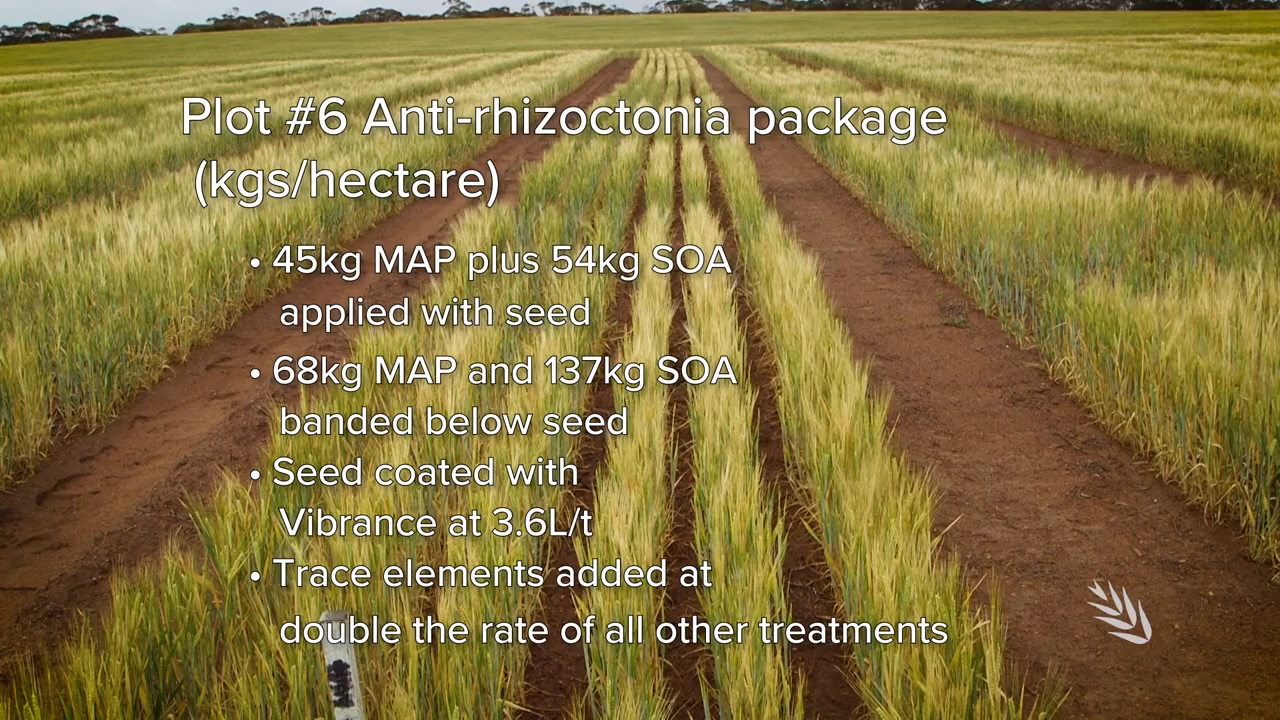 Plot #6 Anti-rhizoctonia package
(kgs/hectare)
• 45kg MAP plus 54kg SOA
applied with seed
• 68kg MAP and 137kg SOA
banded below seed
• Seed coated with
Vibrance at 3.6L/t
• Trace elements added at
double the rate of all other treatments